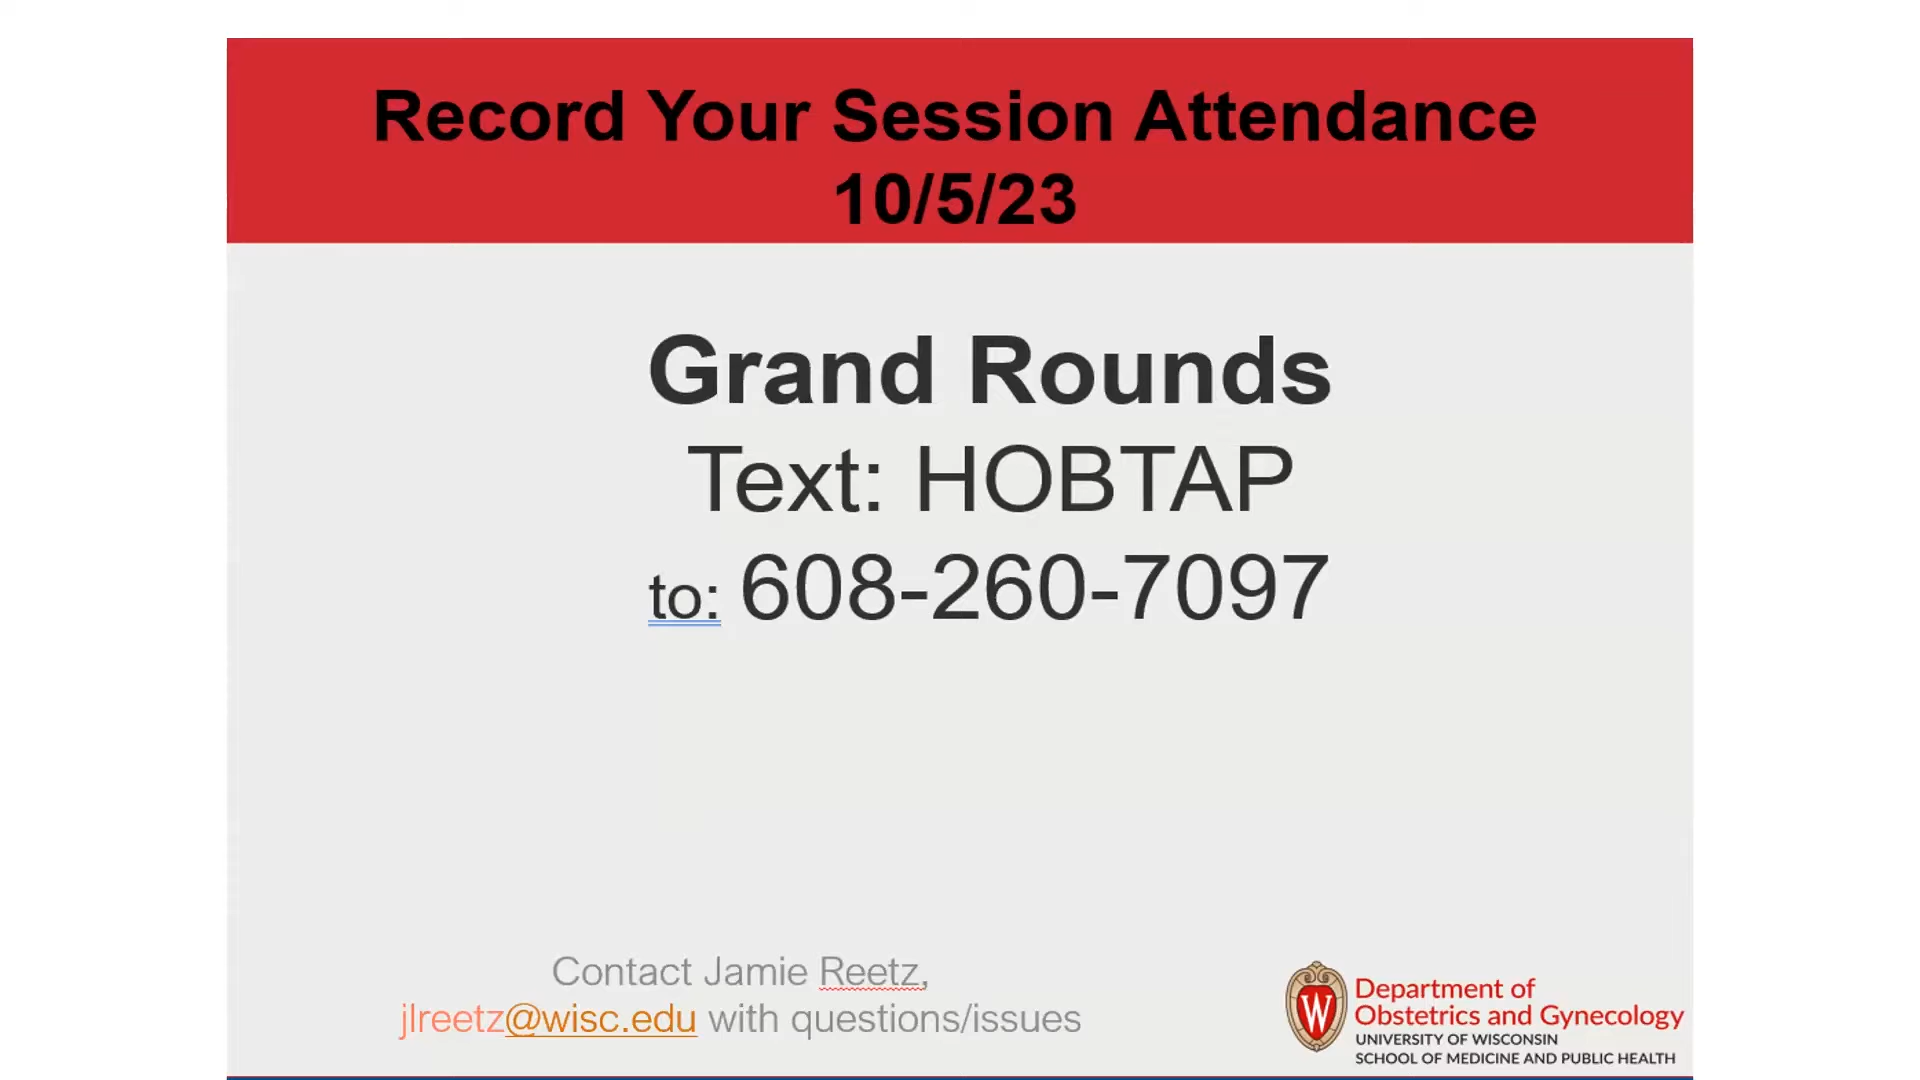 Record Your Session Attendance
10/5/23
Grand Rounds
Text: HOBTAP
to: 608-260-7097
Contact Jamie Reetz,
jlreetz@wisc.edu with questions/issues
W
Department of
Obstetrics and Gynecology
UNIVERSITY OF WISCONSIN
SCHOOL OF MEDICINE AND PUBLIC HEALTH